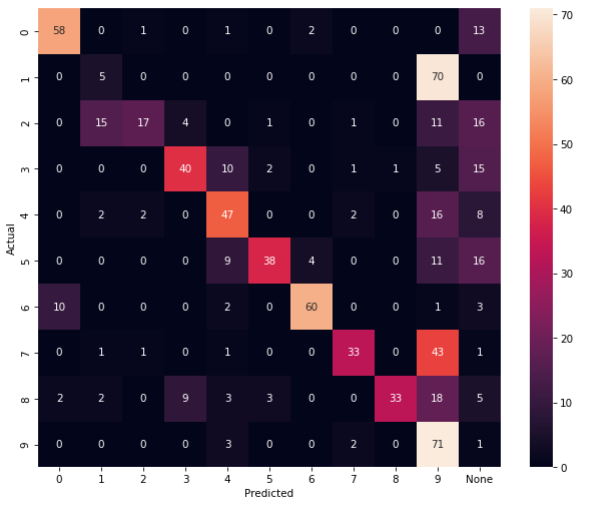 0 58 0 1 0 1 0 2 0 0 0 13
1 0 5 0 0 0 0 0 0 0 70 0
2 0 15 17 4 0 1 0 1 0 11 16
3 0 0 0 40 10 2 0 1 1 5 15
4 0 2 2 0 47 0 0 2 0 16 8
5 0 0 0 0 9 38 4 0 0 11 16
6 10 0 0 0 2 0 60 0 0 1 3
7 0 1 1 0 1 0 0 33 0 43 1
8 2 2 0 9 3 3 0 0 33 18 5
9 0 0 0 0 3 0 0 2 0 71 1
0 1 2 3 4 5 6 7 8 9 None
Predicted
Actual
70
60
50
40
30
20
10
0